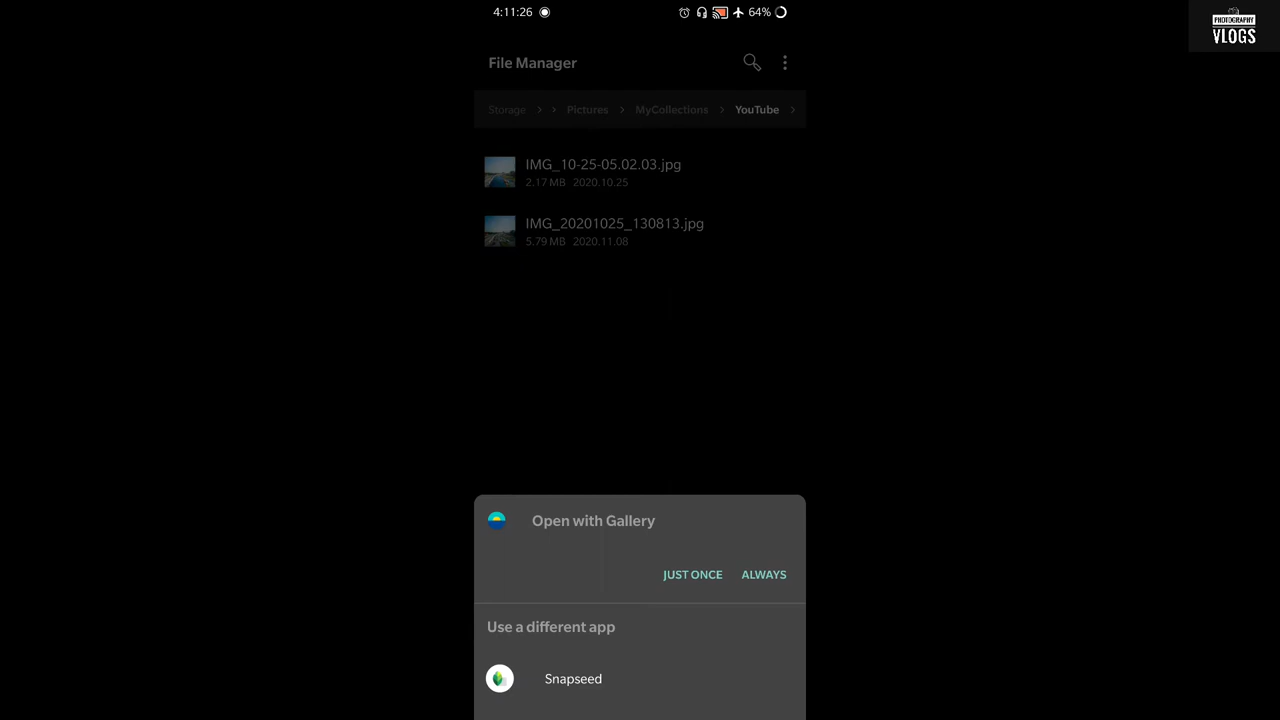 4:11:26
64%
PHOTOGRAPHY
VLOGS
File Manager
Storage > > Pictures > MyCollections > YouTube >
IMG_10-25-05.02.03.jpg
2.17 MB 2020.10.25
IMG_20201025_130813.jpg
5.79 MB 2020.11.08
Open with Gallery
JUST ONCE ALWAYS
Use a different app
Snapseed